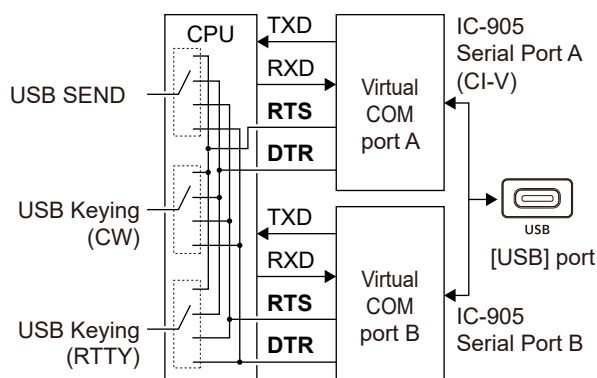 CPU
USB SEND
USB Keying
(CW)
USB Keying
(RTTY)
TXD
RXD
RTS
DTR
TXD
RXD
RTS
DTR
Virtual
COM
port A
Virtual
COM
port B
IC-905
Serial Port A
(CI-V)
USB
[USB] port
IC-905
Serial Port B